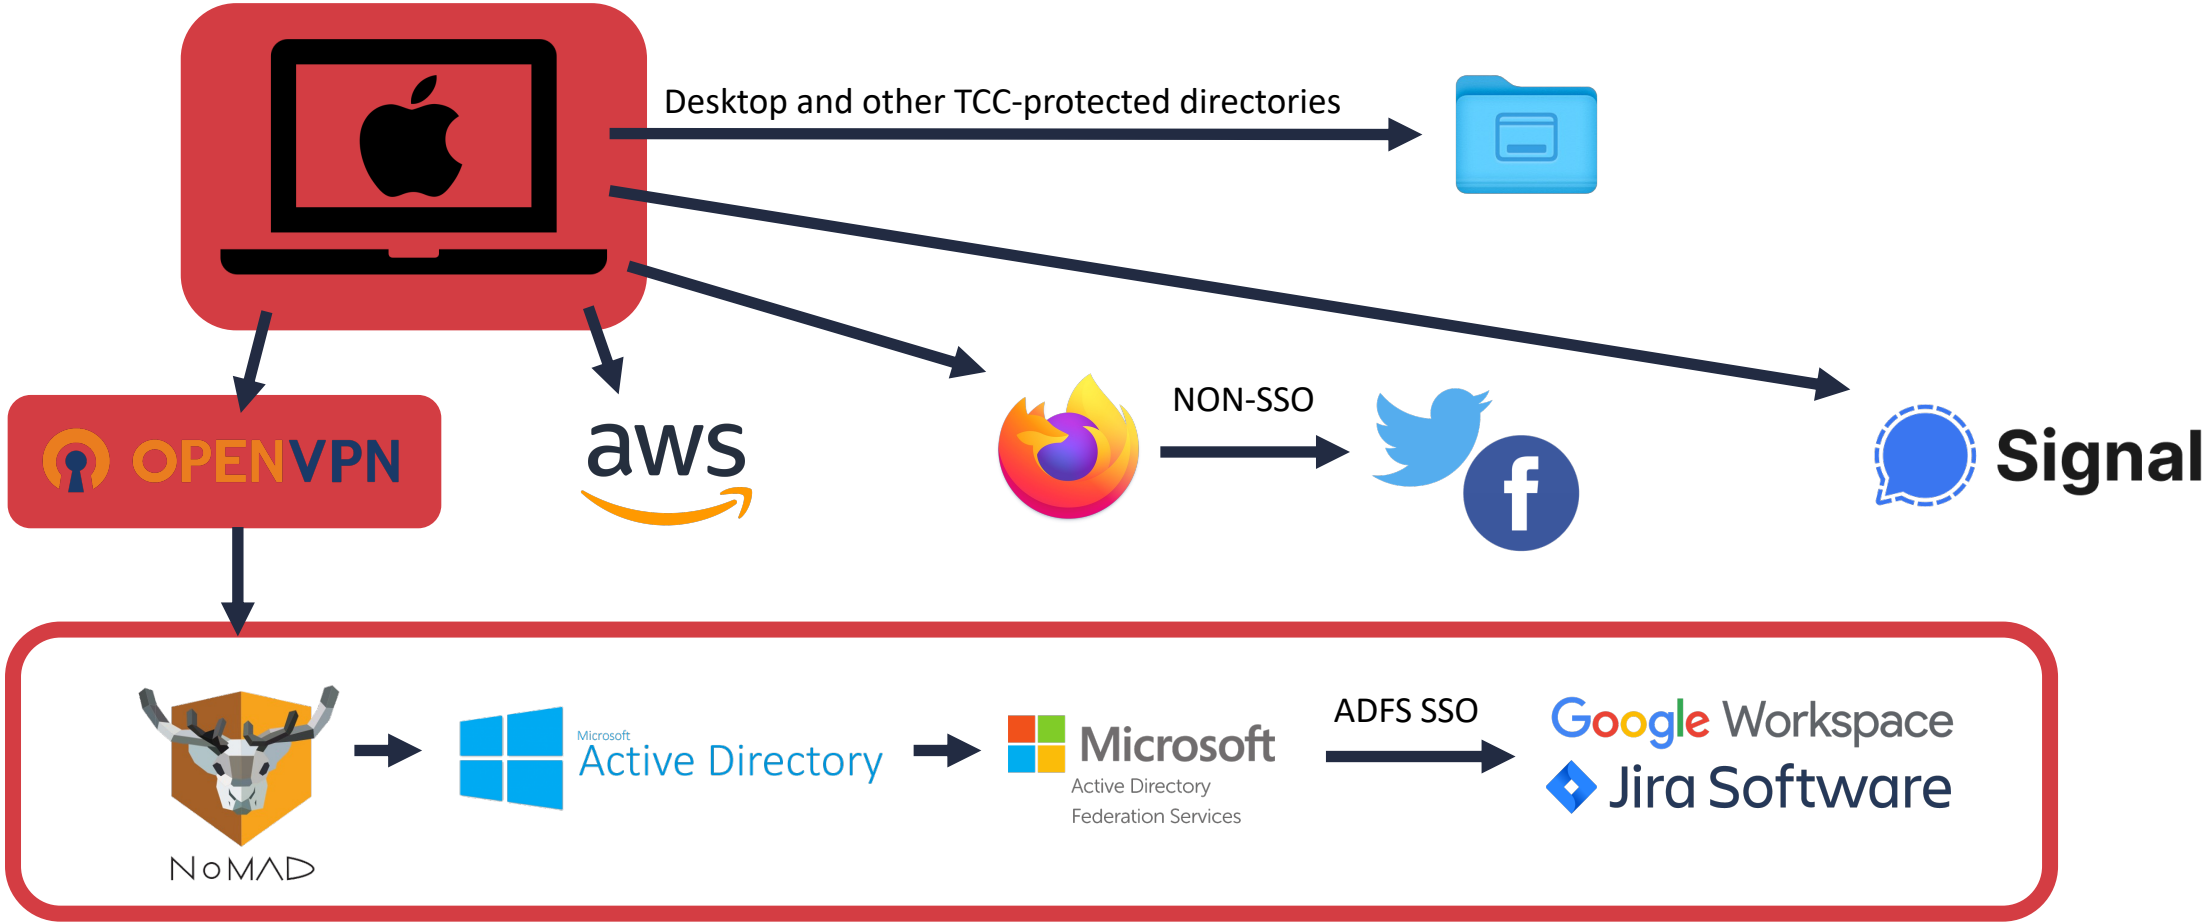 Desktop and other TCC-protected directories
OPENVPN
aws
NON-SSO
f
Signal
NoMAD
Microsoft
Active Directory
Microsoft
Active Directory
Federation Services
ADFS SSO
Google Workspace
Jira Software